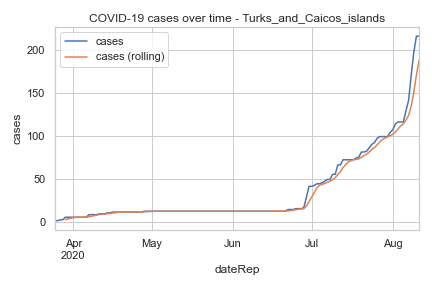 COVID-19 cases over time - Turks_and_Caicos_islands
cases
cases (rolling)
cases
200
150
100
50
0
Apr
2020
May
Jun
Jul
Aug
dateRep